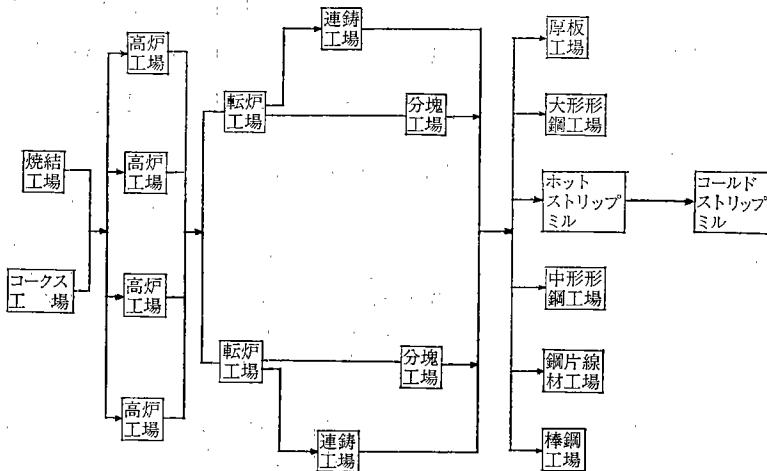 焼結
工場
コークス
工場
高炉
工場
高炉
工場
高炉
工場
高炉
工場
転炉
工場
転炉
工場
連鋳
工場
分塊
工場
分塊
工場
連鋳
工場
厚板
工場
大形形
鋼工場
ホット
ストリップ
ミル
コールド
ストリップ
ミル
中形形
鋼工場
鋼片線
材工場
棒鋼
工場